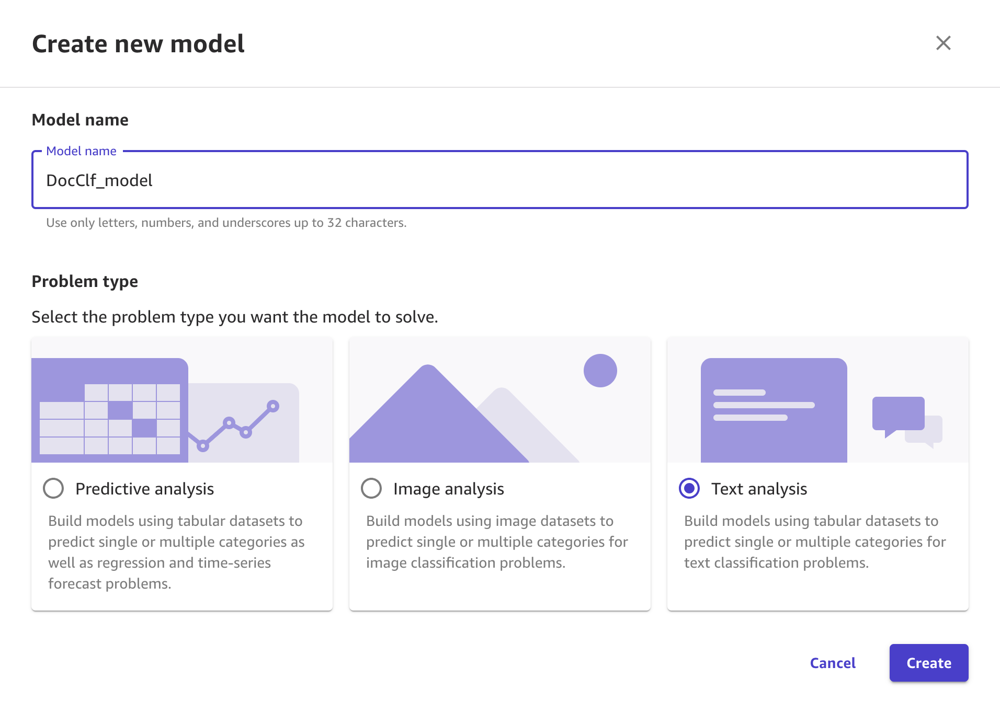 Create new model
Model name
Model name
DocClf_model
Use only letters, numbers, and underscores up to 32 characters.
Problem type
Select the problem type you want the model to solve.
Predictive analysis
Build models using tabular datasets to
predict single or multiple categories as
well as regression and time-series
forecast problems.
Image analysis
Build models using image datasets to
predict single or multiple categories for
image classification problems.
Text analysis
Build models using tabular datasets to
predict single or multiple categories for
text classification problems.
Cancel
Create